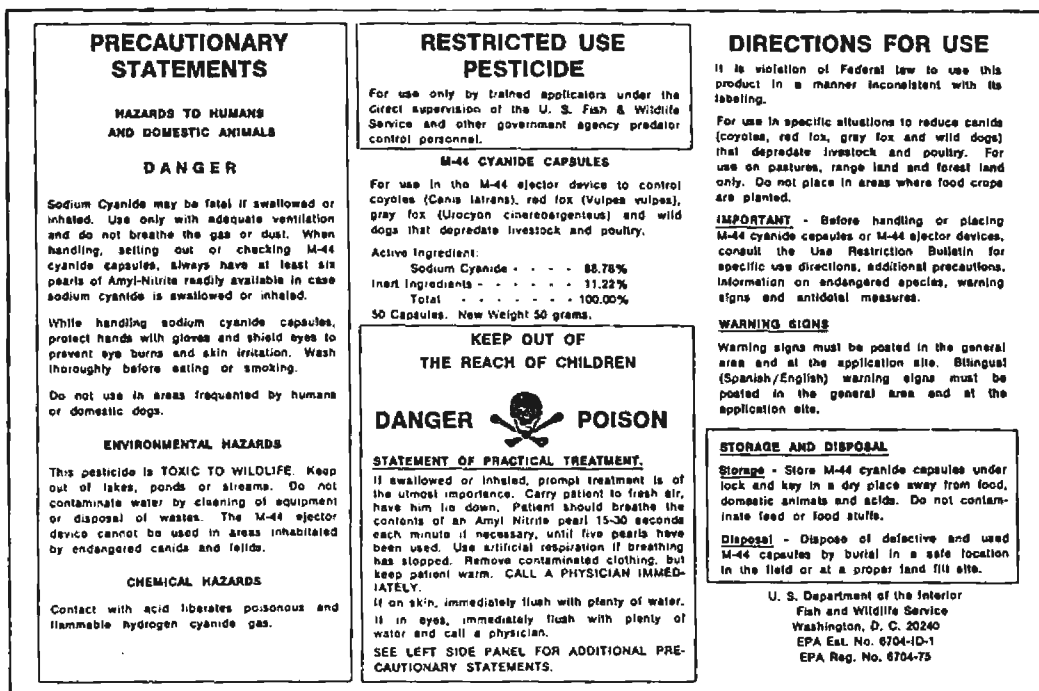 PRECAUTIONARY
STATEMENTS
HAZARDS TO HUMANS
AND DOMESTIC ANIMALS
DANGER
Sodium Cyanide may be fatal if swallowed or
inhaled. Use only with adequate ventilation
and do not breathe the gas or dust. When
handling, setting out or checking M-44
cyanide capsules, always have at least six
pearls of Amyl-Nitrite readily available in case
sodium cyanide is swallowed or inhaled.
While handling sodium cyanide capsules,
protect hands with gloves and shield eyes to
prevent eye burns and skin irritation. Wash
thoroughly before eating or smoking.
Do not use in areas frequented by humans
or domestic dogs.
ENVIRONMENTAL HAZARDS
This pesticide is TOXIC TO WILDLIFE. Keep
out of lakes, ponds or streams. Do not
contaminate water by cleaning of equipment
or disposal of wastes. The M-44 ejector
device cannot be used in areas inhabitated
by endangered canids and felids.
CHEMICAL HAZARDS
Contact with acid liberates poisonous and
flammable hydrogen cyanide gas.
RESTRICTED USE
PESTICIDE
For use only by trained applicators under the
direct supervision of the U. S. Fish & Wildlife
Service and other government agency predator
control personnel.
M-44 CYANIDE CAPSULES
For use in the M-44 ejector device to control
coyotes (Canis latrans), red fox (Vulpes vulpes),
gray fox (Urocyon cinereoargenteus) and wild
dogs that depredate livestock and poultry.
Active Ingredient:
Sodium Cyanide - - - - 88.78%
Inert Ingredients - - - - - - 11.22%
Total - - - - - - - 100.00%
50 Capsules. New Weight 50 grams.
KEEP OUT OF
THE REACH OF CHILDREN
DANGER POISON
STATEMENT OF PRACTICAL TREATMENT.
If swallowed or inhaled, prompt treatment is of
the utmost importance. Carry patient to fresh air,
have him lie down. Patient should breathe the
contents of an Amyl Nitrite pearl 15-30 seconds
each minute if necessary, until five pearls have
been used. Use artificial respiration if breathing
has stopped. Remove contaminated clothing, but
keep patient warm. CALL A PHYSICIAN IMMED-
IATELY.
If on skin, immediately flush with plenty of water.
If in eyes, immediately flush with plenty of
water and call a physician.
SEE LEFT SIDE PANEL FOR ADDITIONAL PRE-
CAUTIONARY STATEMENTS.
DIRECTIONS FOR USE
It is violation of Federal law to use this
product in a manner inconsistent with its
labeling.
For use in specific situations to reduce canids
(coyotes, red fox, gray fox and wild dogs)
that depredate livestock and poultry. For
use on pastures, range land and forest land
only. Do not place in areas where food crops
are planted.
IMPORTANT - Before handling or placing
M-44 cyanide capsules or M-44 ejector devices,
consult the Use Restriction Bulletin for
specific use directions, additional precautions,
information on endangered species, warning
signs and antidotal measures.
WARNING SIGNS
Warning signs must be posted in the general
area and at the application site. Bilingual
(Spanish/English) warning signs must be
posted in the general area and at the
application site.
STORAGE AND DISPOSAL
Storage - Store M-44 cyanide capsules under
lock and key in a dry place away from food,
domestic animals and acids. Do not contam-
inate feed or food stuffs.
Disposal - Dispose of defective and used
M-44 capsules by burial in a safe location
in the field or at a proper land fill site.
U. S. Department of the Interior
Fish and Wildlife Service
Washington, D. C. 20240
EPA Est. No. 6704-ID-1
EPA Reg. No. 6704-75